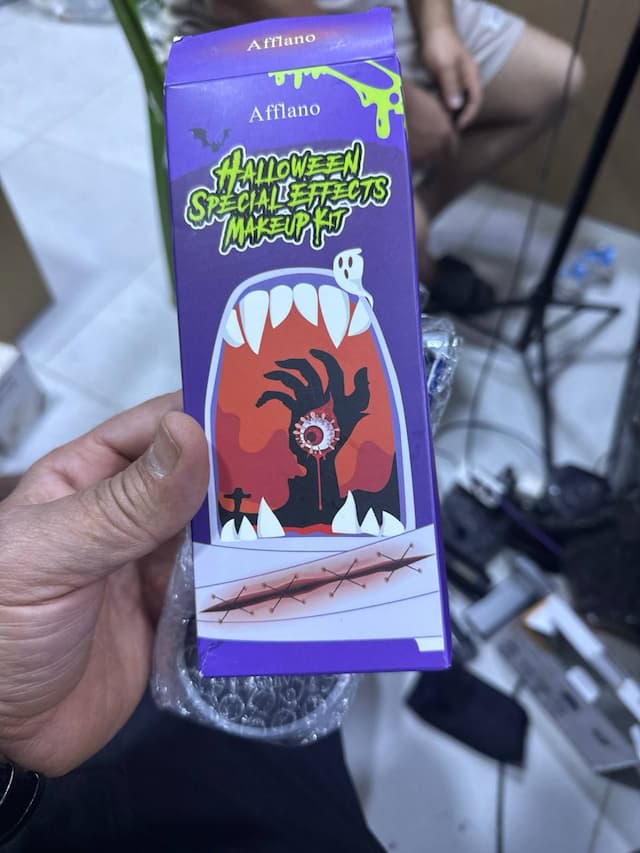 Afflano
Afflano
Halloween
Special Effects
Makeup Kit